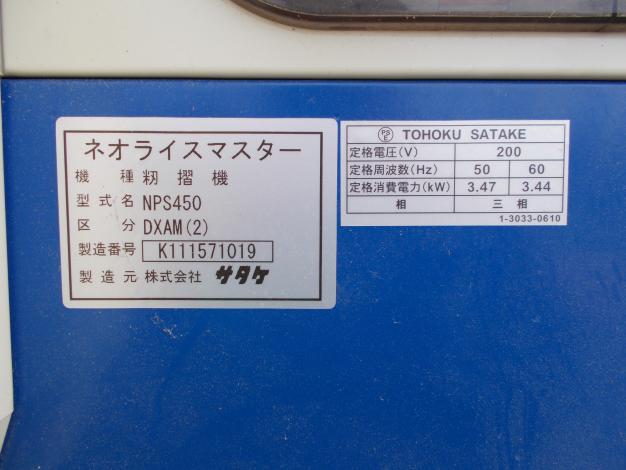 ネオライスマスター
機種 籾摺機
型式名 NPS450
区分 DXAM(2)
製造番号 K111571019
製造元 株式会社 サタケ
PSE TOHOKU SATAKE
定格電圧(V) 200
定格周波数(Hz) 50 60
定格消費電力(kW) 3.47 3.44
相 三相
1-3033-0610